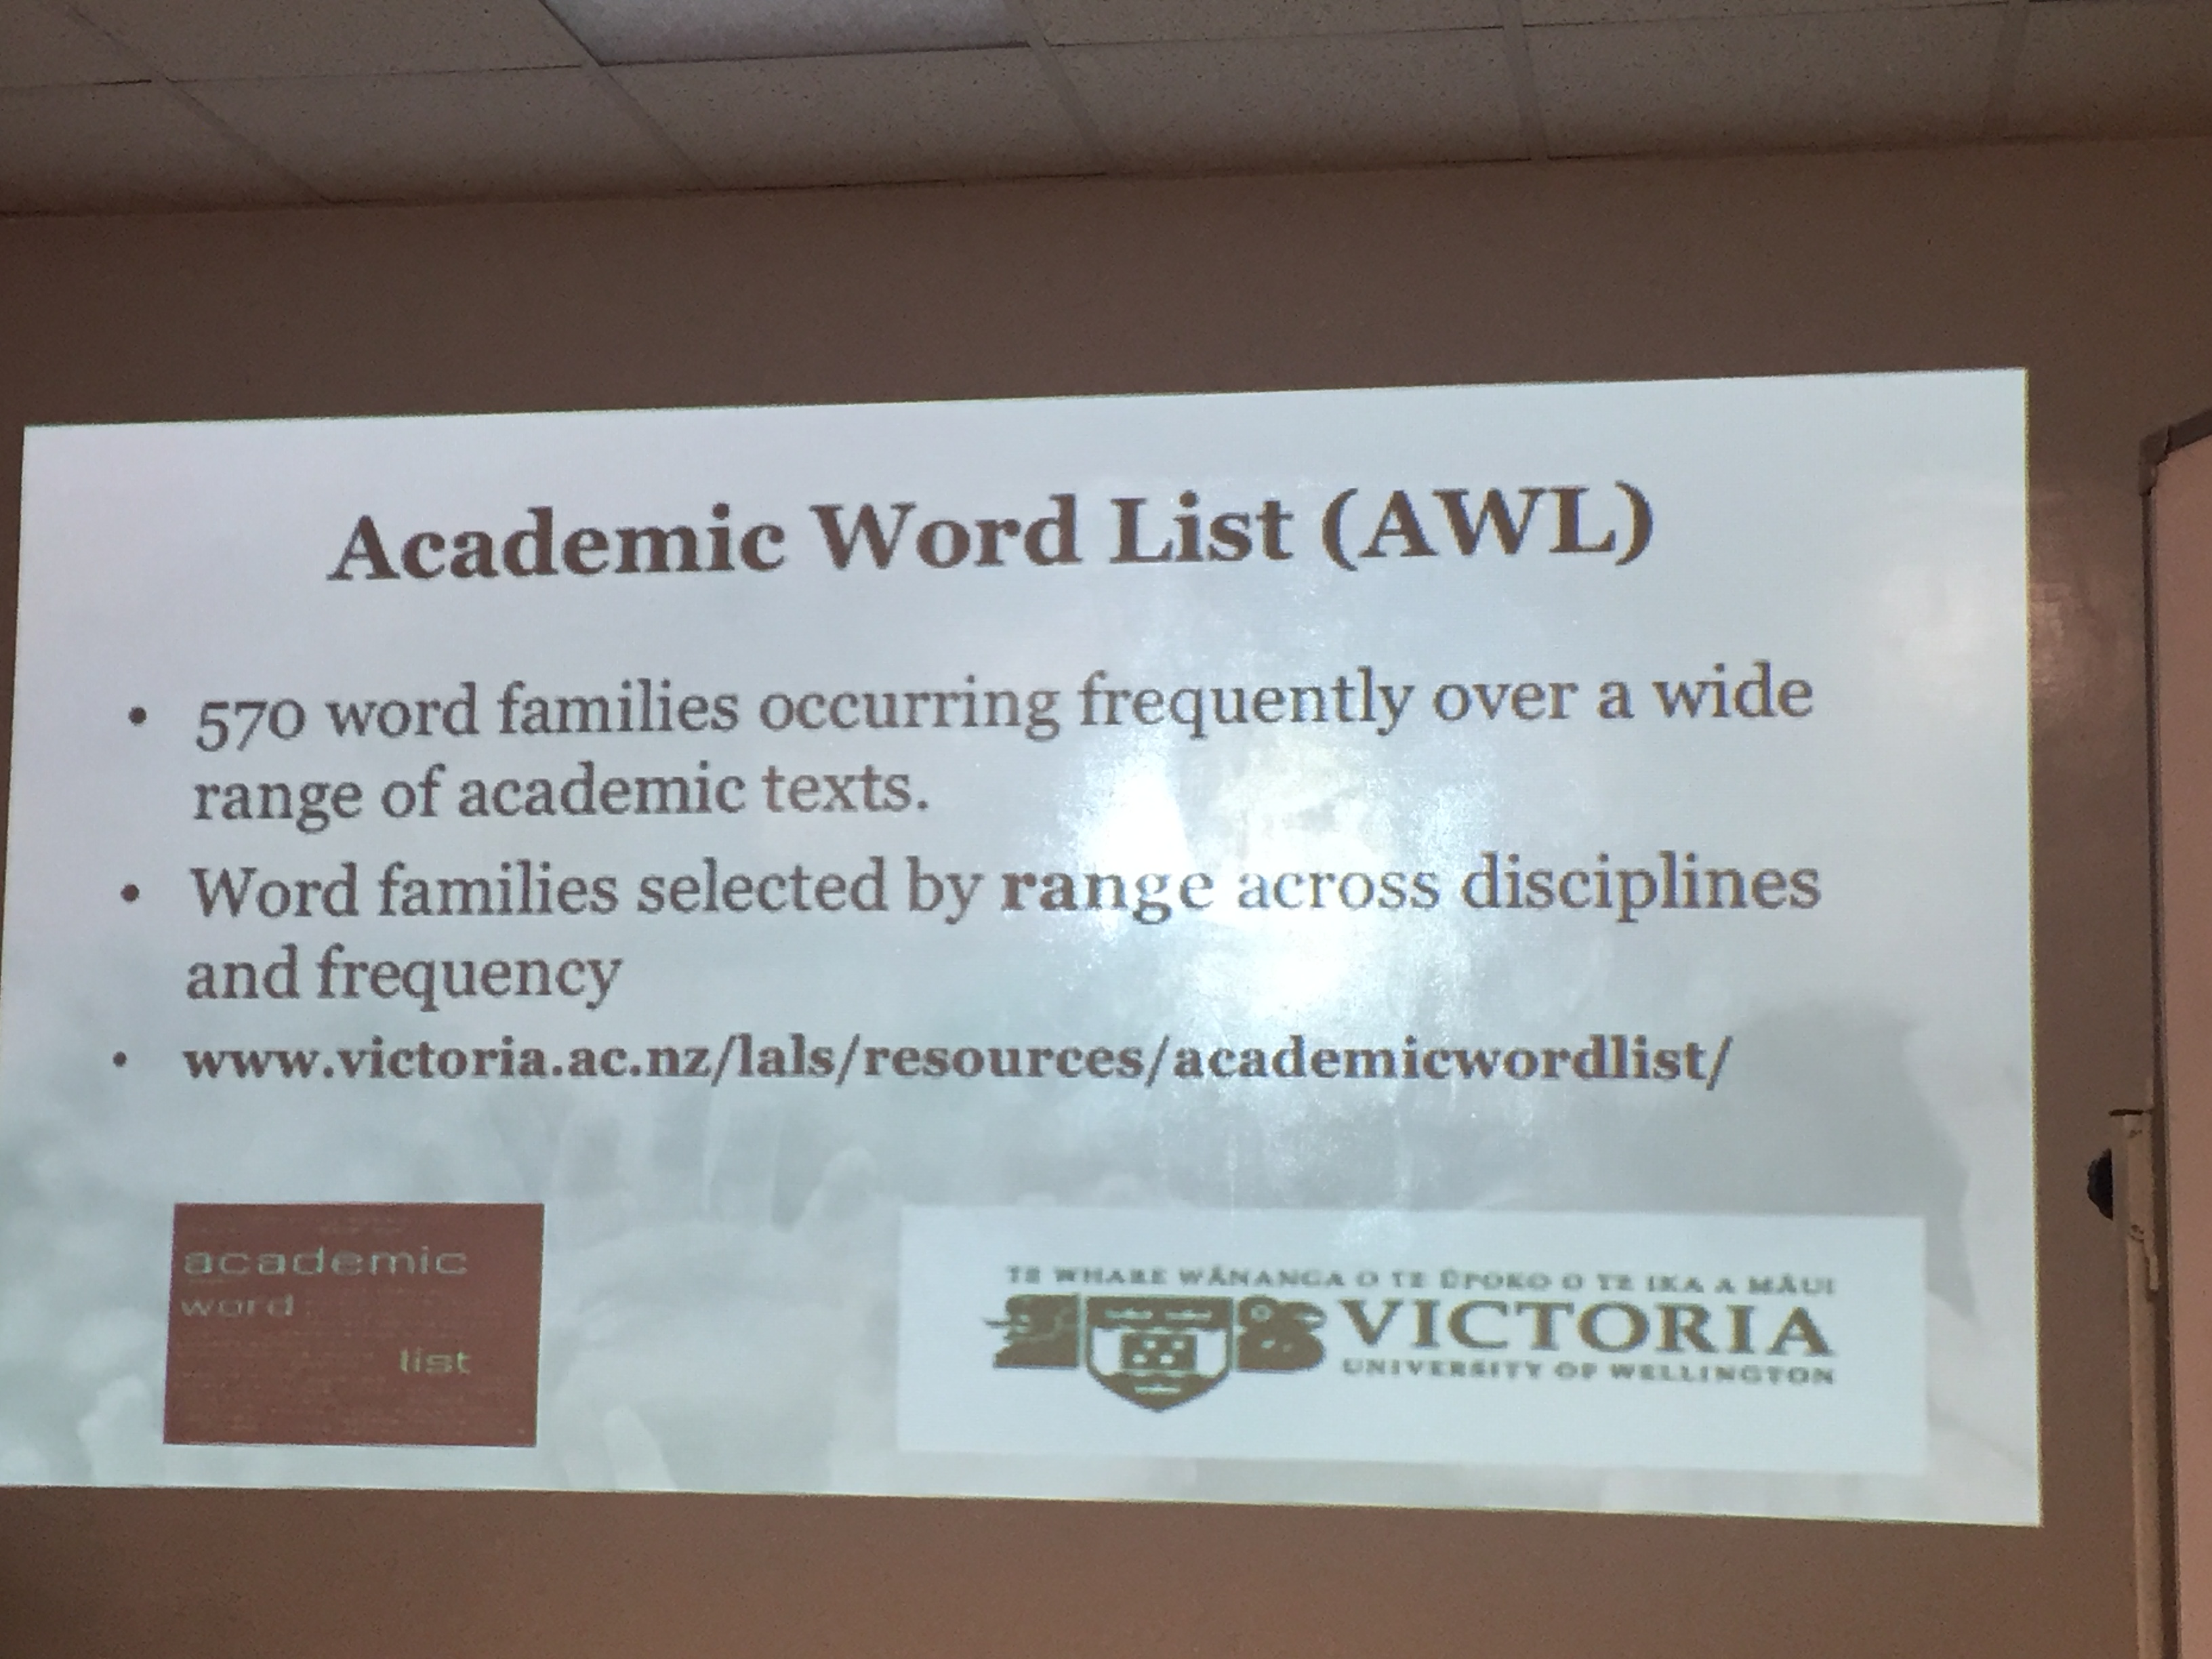 Academic Word List (AWL)
• 570 word families occurring frequently over a wide
range of academic texts.
• Word families selected by range across disciplines
and frequency
• www.victoria.ac.nz/lals/resources/academicwordlist/
academic
word
list
TE WHARE WĀNANGA O TE ŪPOKO O TE IKA A MĀUI
VICTORIA
UNIVERSITY OF WELLINGTON